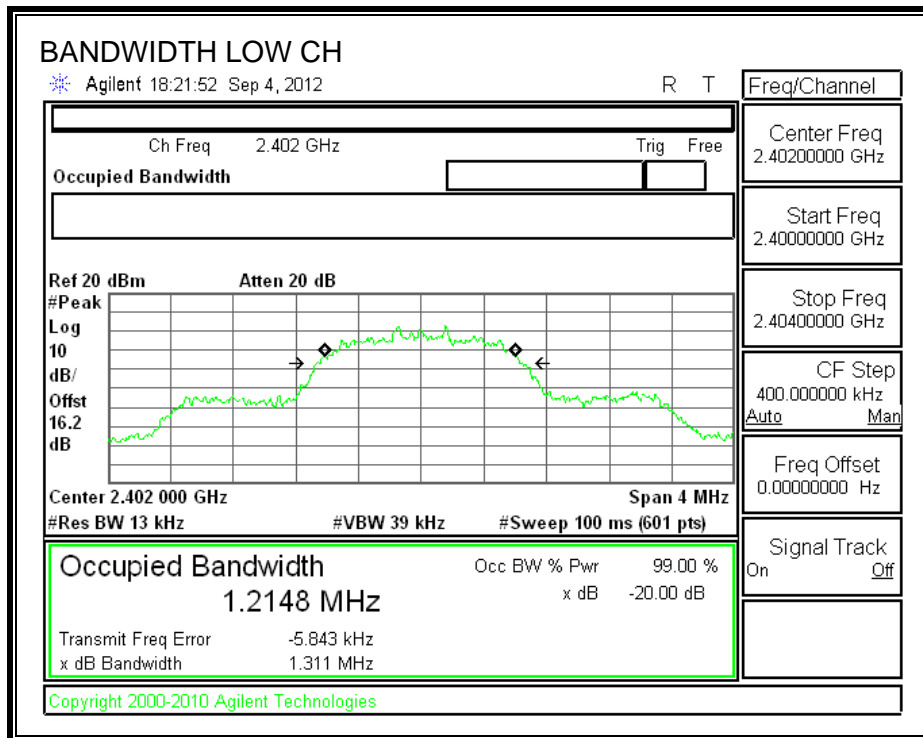 BANDWIDTH LOW CH
Agilent 18:21:52 Sep 4, 2012 R T
Freq/Channel
Ch Freq 2.402 GHz Trig Free
Occupied Bandwidth
Center Freq
2.40200000 GHz
Start Freq
2.40000000 GHz
Stop Freq
2.40400000 GHz
CF Step
400.000000 kHz
Auto Man
Freq Offset
0.00000000 Hz
Signal Track
On Off
Ref 20 dBm Atten 20 dB
#Peak
Log
10
dB/
Offst
16.2
dB
Center 2.402 000 GHz Span 4 MHz
#Res BW 13 kHz #VBW 39 kHz #Sweep 100 ms (601 pts)
Occupied Bandwidth Occ BW % Pwr 99.00 %
1.2148 MHz x dB -20.00 dB
Transmit Freq Error -5.843 kHz
x dB Bandwidth 1.311 MHz
Copyright 2000-2010 Agilent Technologies